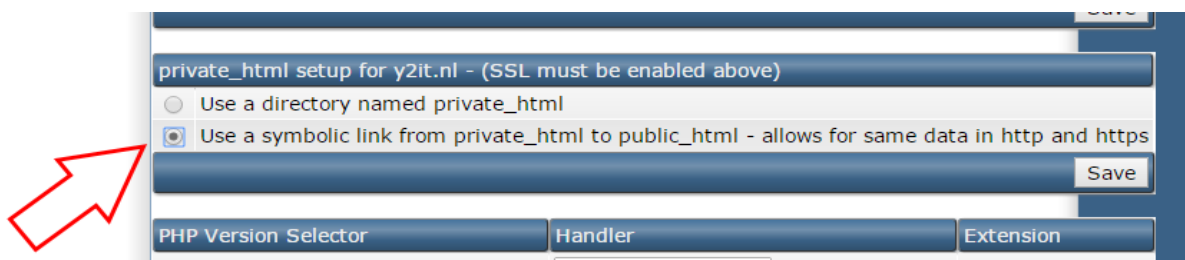 Save
private_html setup for y2it.nl - (SSL must be enabled above)
Use a directory named private_html
Use a symbolic link from private_html to public_html - allows for same data in http and https
Save
PHP Version Selector Handler Extension